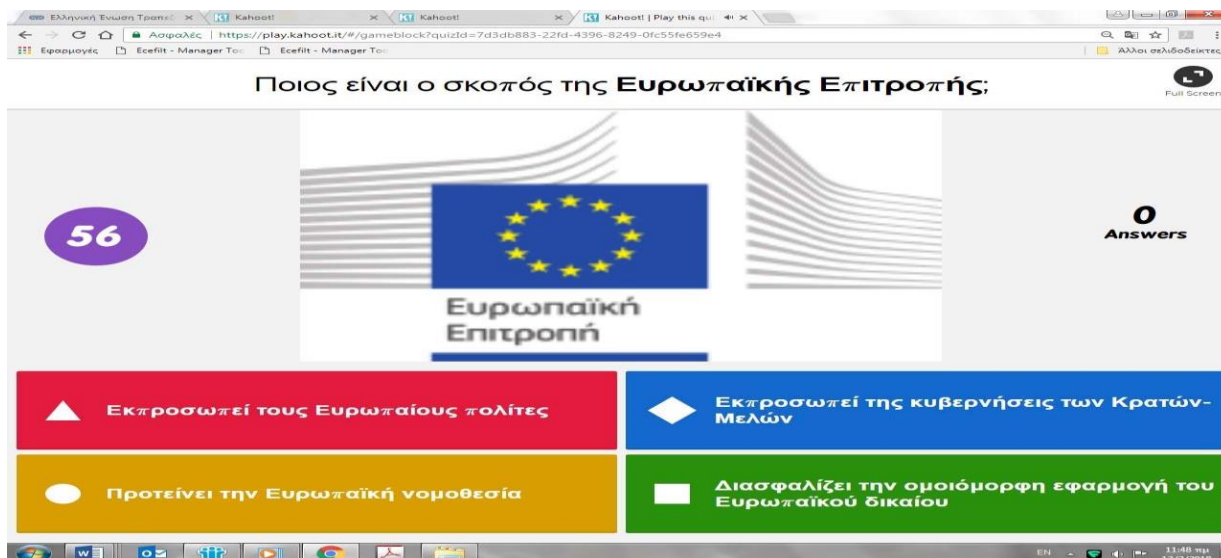 Ελληνική Ένωση Τραπε
Kahoot!
Kahoot!
Kahoot! | Play this qu
Ασφαλές | https://play.kahoot.it/#/gameblock?quizId=7d3db883-22fd-4396-8249-0fc55fe659e4
Εφαρμογές Ecefilt - Manager To Ecefilt - Manager To Άλλοι σελιδοδείκτες
Ποιος είναι ο σκοπός της Ευρωπαϊκής Επιτροπής;
Full Screen
56
0
Answers
Ευρωπαϊκή
Επιτροπή
Εκπροσωπεί τους Ευρωπαίους πολίτες
Εκπροσωπεί της κυβερνήσεις των Κρατών-
Μελών
Προτείνει την Ευρωπαϊκή νομοθεσία
Διασφαλίζει την ομοιόμορφη εφαρμογή του
Ευρωπαϊκού δικαίου
EN
11:48 πμ